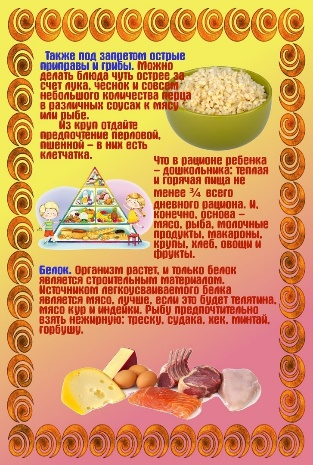 Также под запретом острые
приправы и грибы. Можно
делать блюда чуть острее за
счет лука, чеснок и совсем
небольшого количества перца
в различных соусах к мясу
или рыбе.
Из круп отдайте
предпочтение перловой,
пшенной – в них есть
клетчатка.
Что в рационе ребенка
– дошкольника: теплая
и горячая пища не
менее ¾ всего
дневного рациона. И,
конечно, основа –
мясо, рыба, молочные
продукты, макароны,
крупы, хлеб, овощи и
фрукты.
Белок. Организм растет, и только белок
является строительным материалом.
Источником легкоусваиваемого белка
является мясо, лучше, если это будет телятина,
мясо кур и индейки. Рыбу предпочтительно
взять нежирную: треску, судака, хек, минтай,
горбушу.